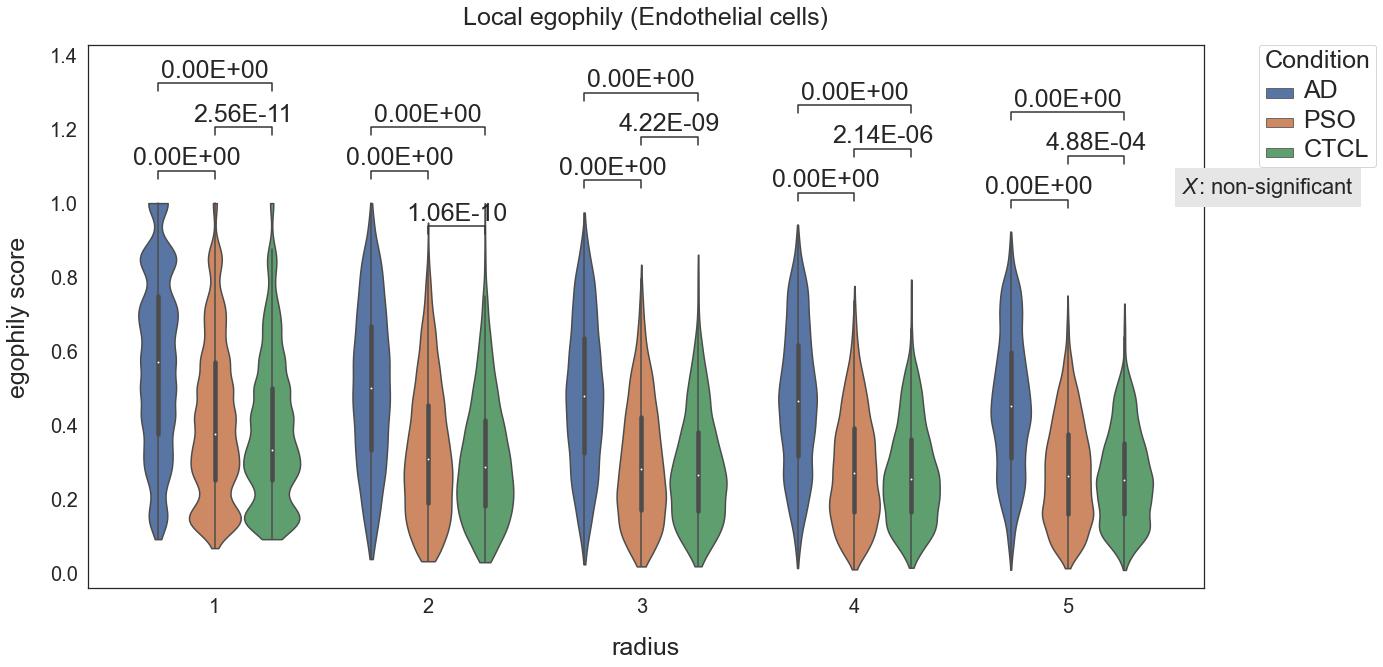 Local egophily (Endothelial cells)
1.4
1.2
1.0
0.8
0.6
0.4
0.2
0.0
egophily score
0.00E+00
2.56E-11
0.00E+00
0.00E+00
0.00E+00
1.06E-10
0.00E+00
4.22E-09
0.00E+00
0.00E+00
2.14E-06
0.00E+00
0.00E+00
4.88E-04
0.00E+00
1 2 3 4 5
radius
Condition
AD
PSO
CTCL
X: non-significant